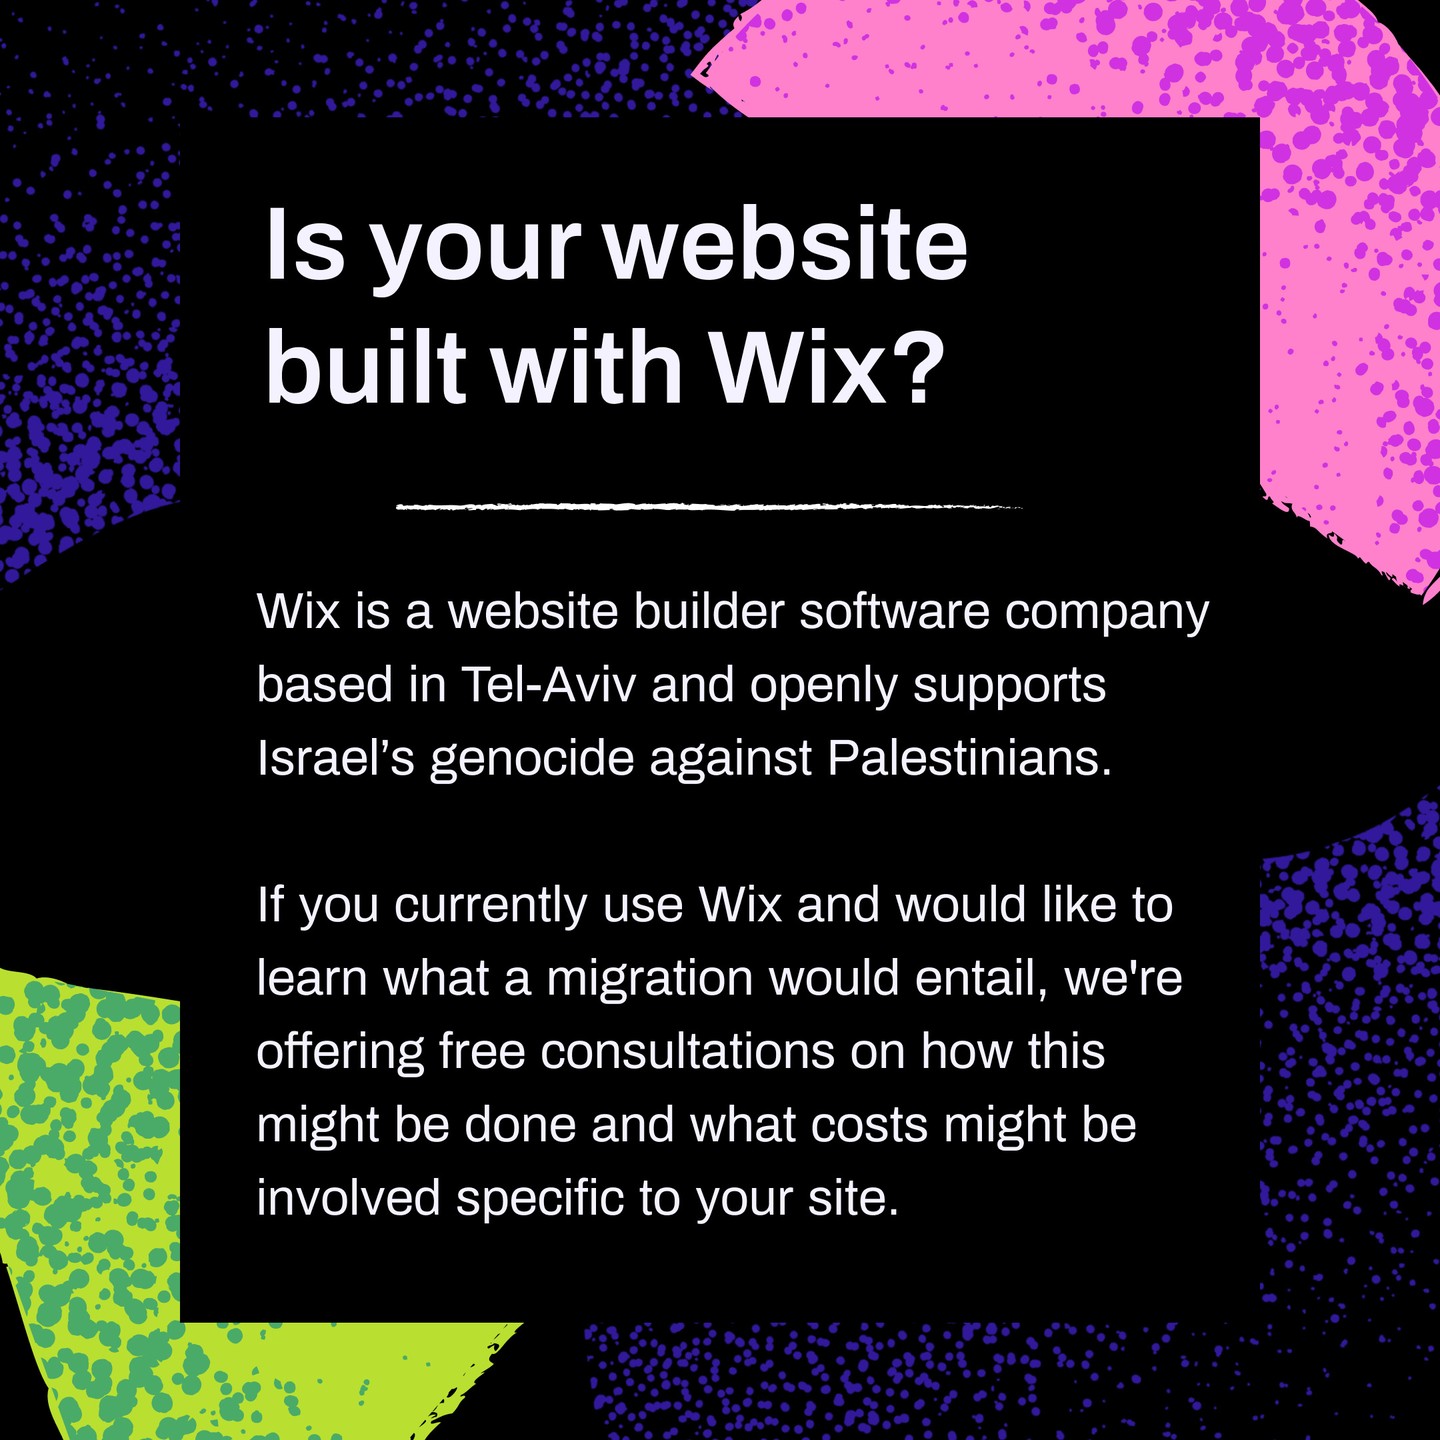 Is your website
built with Wix?
Wix is a website builder software company
based in Tel-Aviv and openly supports
Israel’s genocide against Palestinians.
If you currently use Wix and would like to
learn what a migration would entail, we're
offering free consultations on how this
might be done and what costs might be
involved specific to your site.